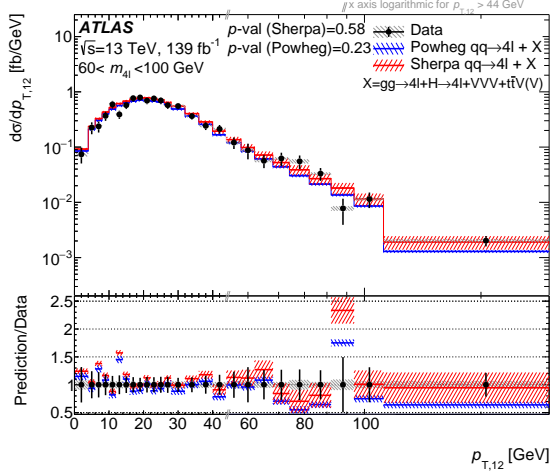 x axis logarithmic for p_T,12 > 44 GeV
ATLAS
√s=13 TeV, 139 fb⁻¹
60< m_4l <100 GeV
p-val (Sherpa)=0.58
p-val (Powheg)=0.23
Data
Powheg qq→4l + X
Sherpa qq→4l + X
X=gg→4l+H→4l+VVV+tt̄V(V)
dσ/dp_T,12 [fb/GeV]
10
1
10⁻¹
10⁻²
10⁻³
Prediction/Data
2.5
2
1.5
1
0.5
0 10 20 30 40 60 80 100
p_T,12 [GeV]